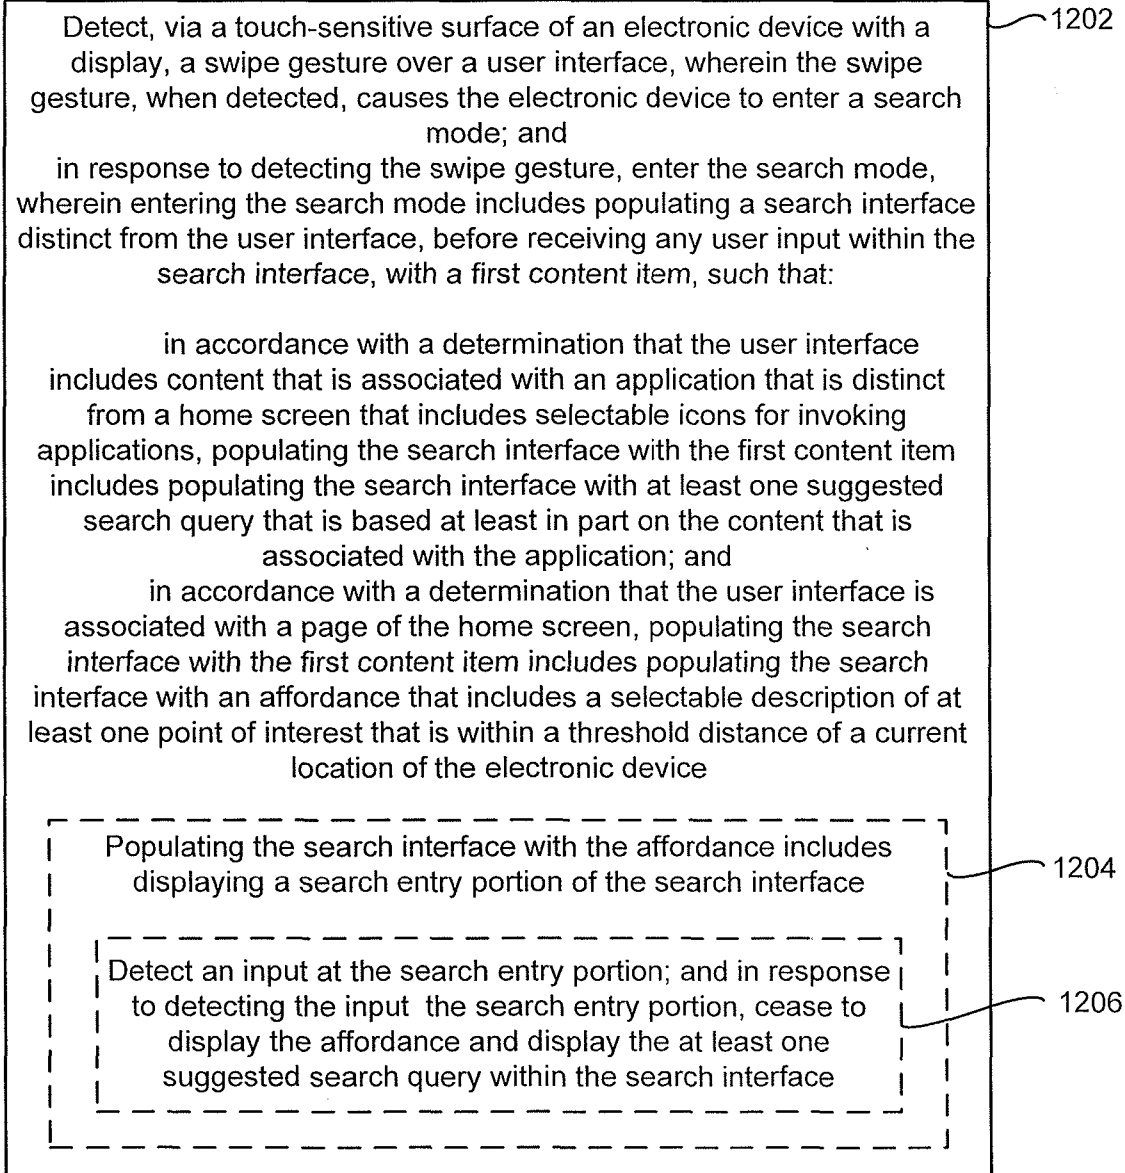 Detect, via a touch-sensitive surface of an electronic device with a
display, a swipe gesture over a user interface, wherein the swipe
gesture, when detected, causes the electronic device to enter a search
mode; and
in response to detecting the swipe gesture, enter the search mode,
wherein entering the search mode includes populating a search interface
distinct from the user interface, before receiving any user input within the
search interface, with a first content item, such that:
in accordance with a determination that the user interface
includes content that is associated with an application that is distinct
from a home screen that includes selectable icons for invoking
applications, populating the search interface with the first content item
includes populating the search interface with at least one suggested
search query that is based at least in part on the content that is
associated with the application; and
in accordance with a determination that the user interface is
associated with a page of the home screen, populating the search
interface with the first content item includes populating the search
interface with an affordance that includes a selectable description of at
least one point of interest that is within a threshold distance of a current
location of the electronic device
1202
Populating the search interface with the affordance includes
displaying a search entry portion of the search interface
1204
Detect an input at the search entry portion; and in response
to detecting the input the search entry portion, cease to
display the affordance and display the at least one
suggested search query within the search interface
1206